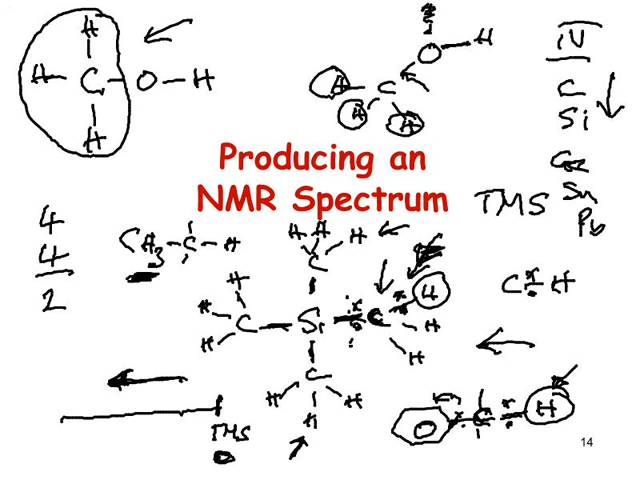 H
H-C-O-H
H
O-H
H C
H H
IV
C
Si
Ge
Sn
Pb
Producing an
NMR Spectrum
TMS
4
4
2
CH3-C-H
H H H
C
H
H C Si C H
H H H
C
H H
H
C H
O C H
TMS
O
14